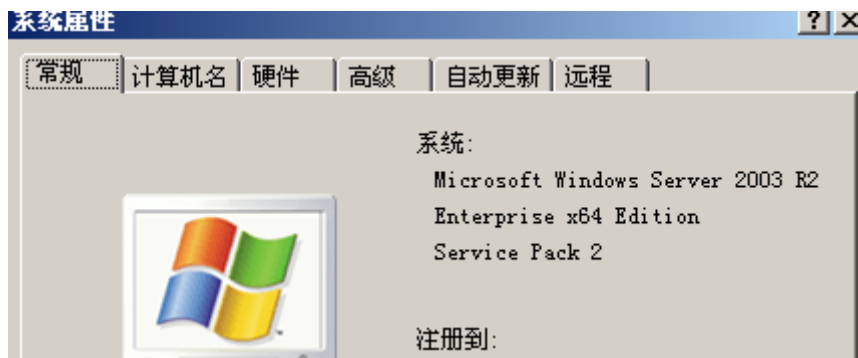 系统属性
常规 计算机名 硬件 高级 自动更新 远程
系统:
Microsoft Windows Server 2003 R2
Enterprise x64 Edition
Service Pack 2
注册到: